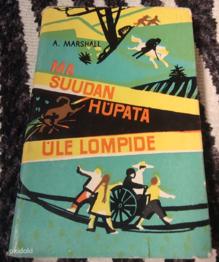 A. MARSHALL
MA
SUUDAN
HÜPATA
ÜLE LOMPIDE